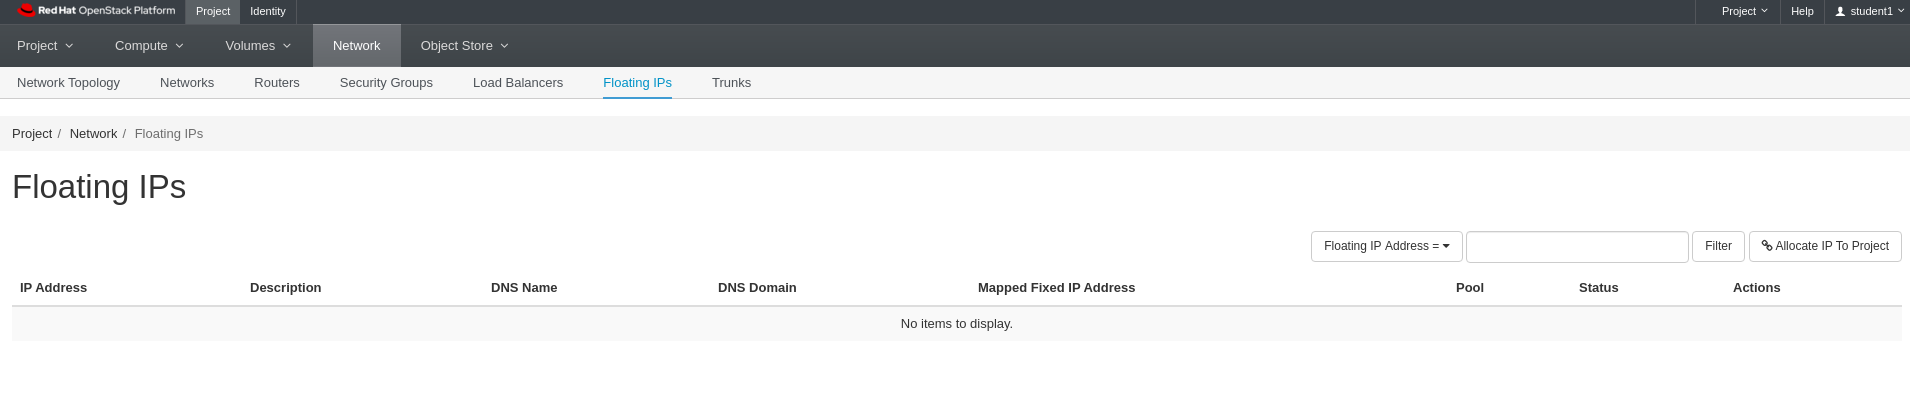 Red Hat OpenStack Platform Project Identity Project Help student1
Project Compute Volumes Network Object Store
Network Topology Networks Routers Security Groups Load Balancers Floating IPs Trunks
Project / Network / Floating IPs
Floating IPs
Floating IP Address = Filter Allocate IP To Project
IP Address Description DNS Name DNS Domain Mapped Fixed IP Address Pool Status Actions
No items to display.